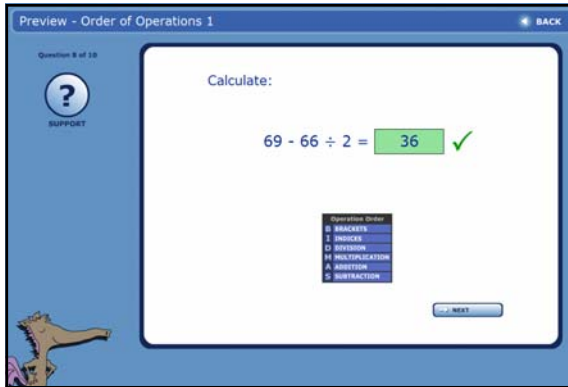 Preview - Order of Operations 1
BACK
Question 8 of 10
?
SUPPORT
Calculate:
69 - 66 ÷ 2 = 36 ✓
Operation Order
B BRACKETS
I INDICES
D DIVISION
M MULTIPLICATION
A ADDITION
S SUBTRACTION
NEXT